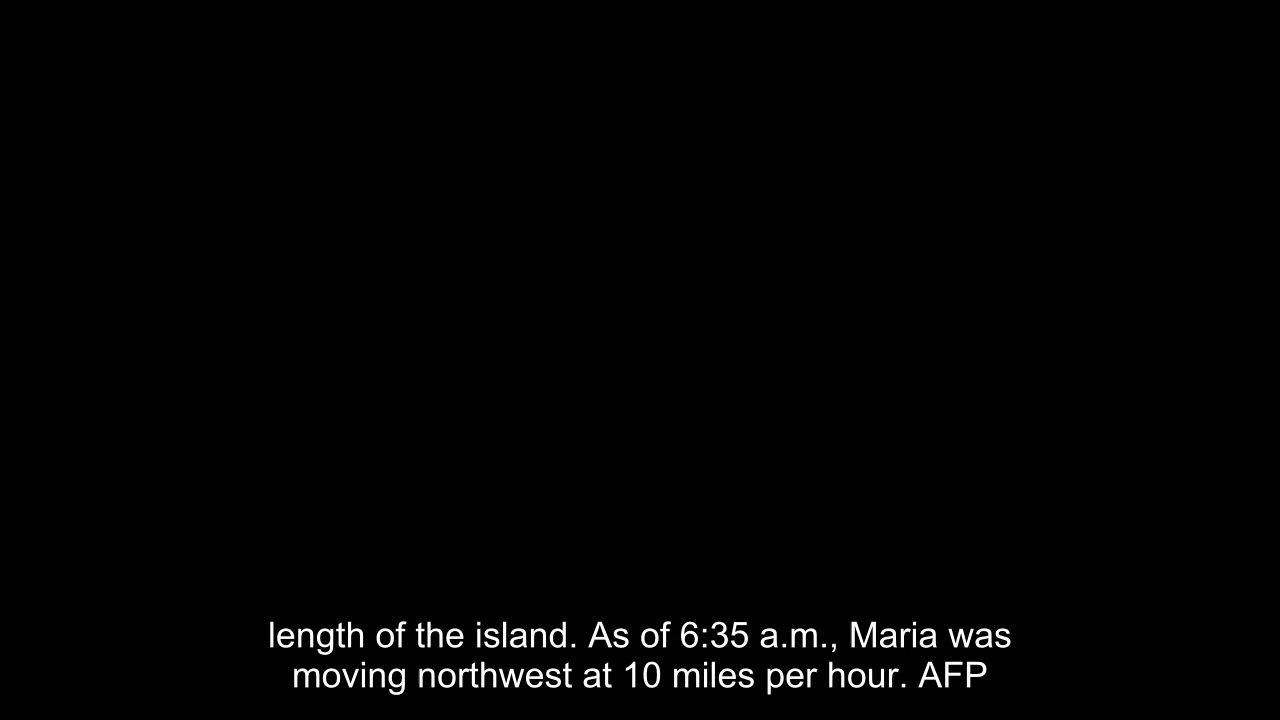 length of the island. As of 6:35 a.m., Maria was
moving northwest at 10 miles per hour. AFP